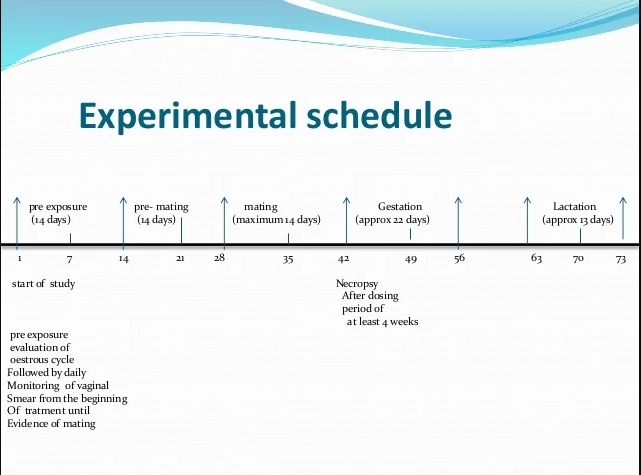 Experimental schedule
pre exposure
(14 days)
pre- mating
(14 days)
mating
(maximum 14 days)
Gestation
(approx 22 days)
Lactation
(approx 13 days)
1 7 14 21 28 35 42 49 56 63 70 73
start of study
Necropsy
After dosing
period of
at least 4 weeks
pre exposure
evaluation of
oestrous cycle
Followed by daily
Monitoring of vaginal
Smear from the beginning
Of tratment until
Evidence of mating